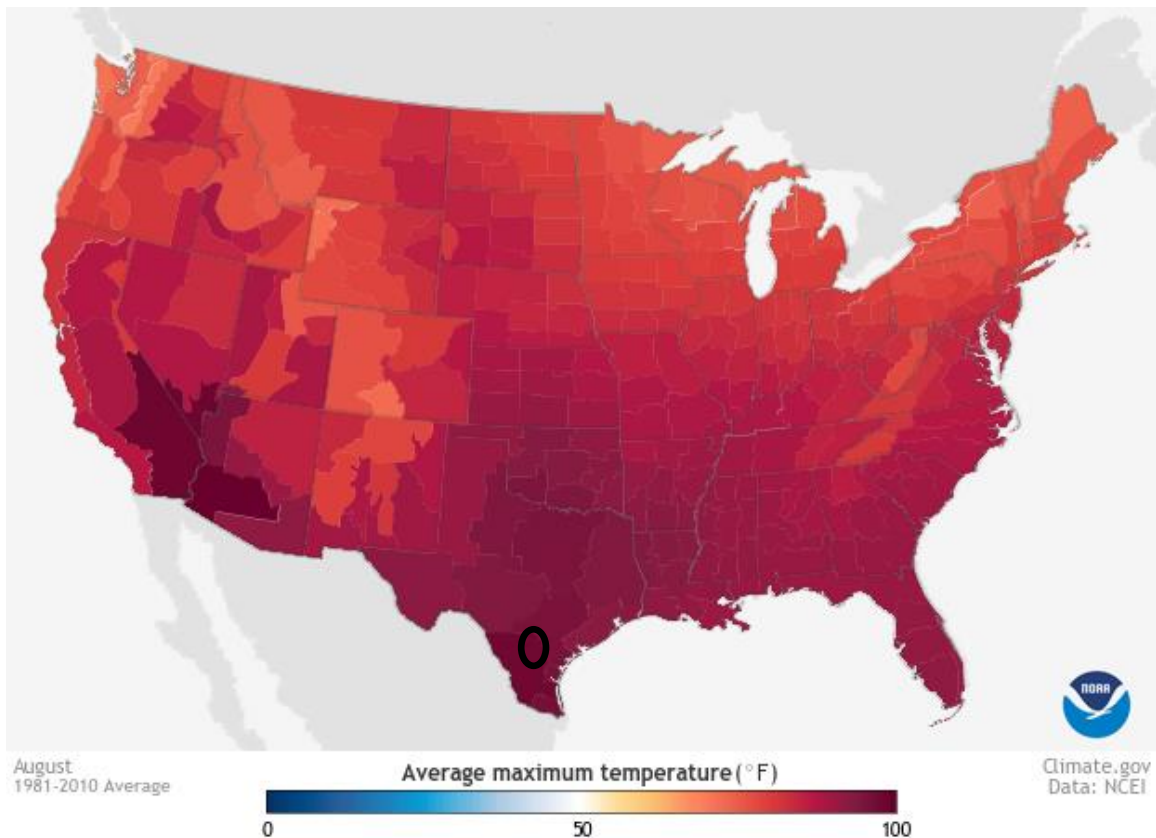 NOAA
August
1981-2010 Average
Average maximum temperature (°F)
0 50 100
Climate.gov
Data: NCEI